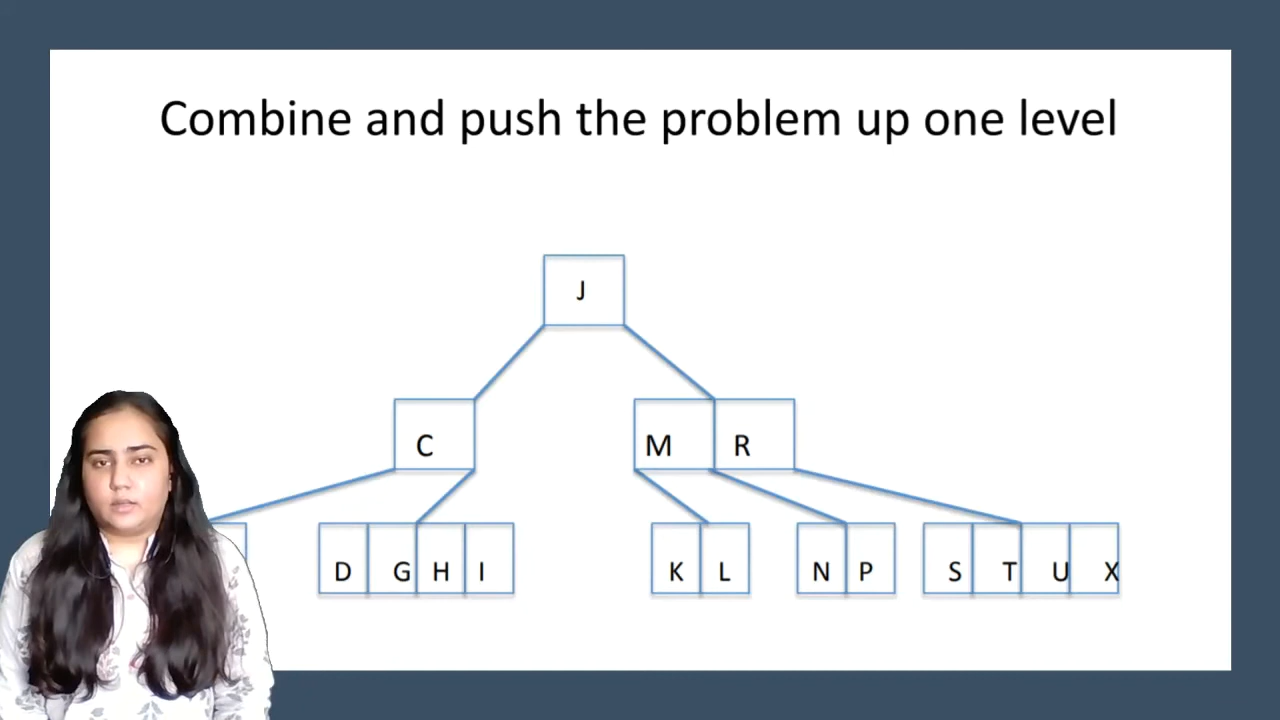 Combine and push the problem up one level
J
C M R
D G H I K L N P S T U X